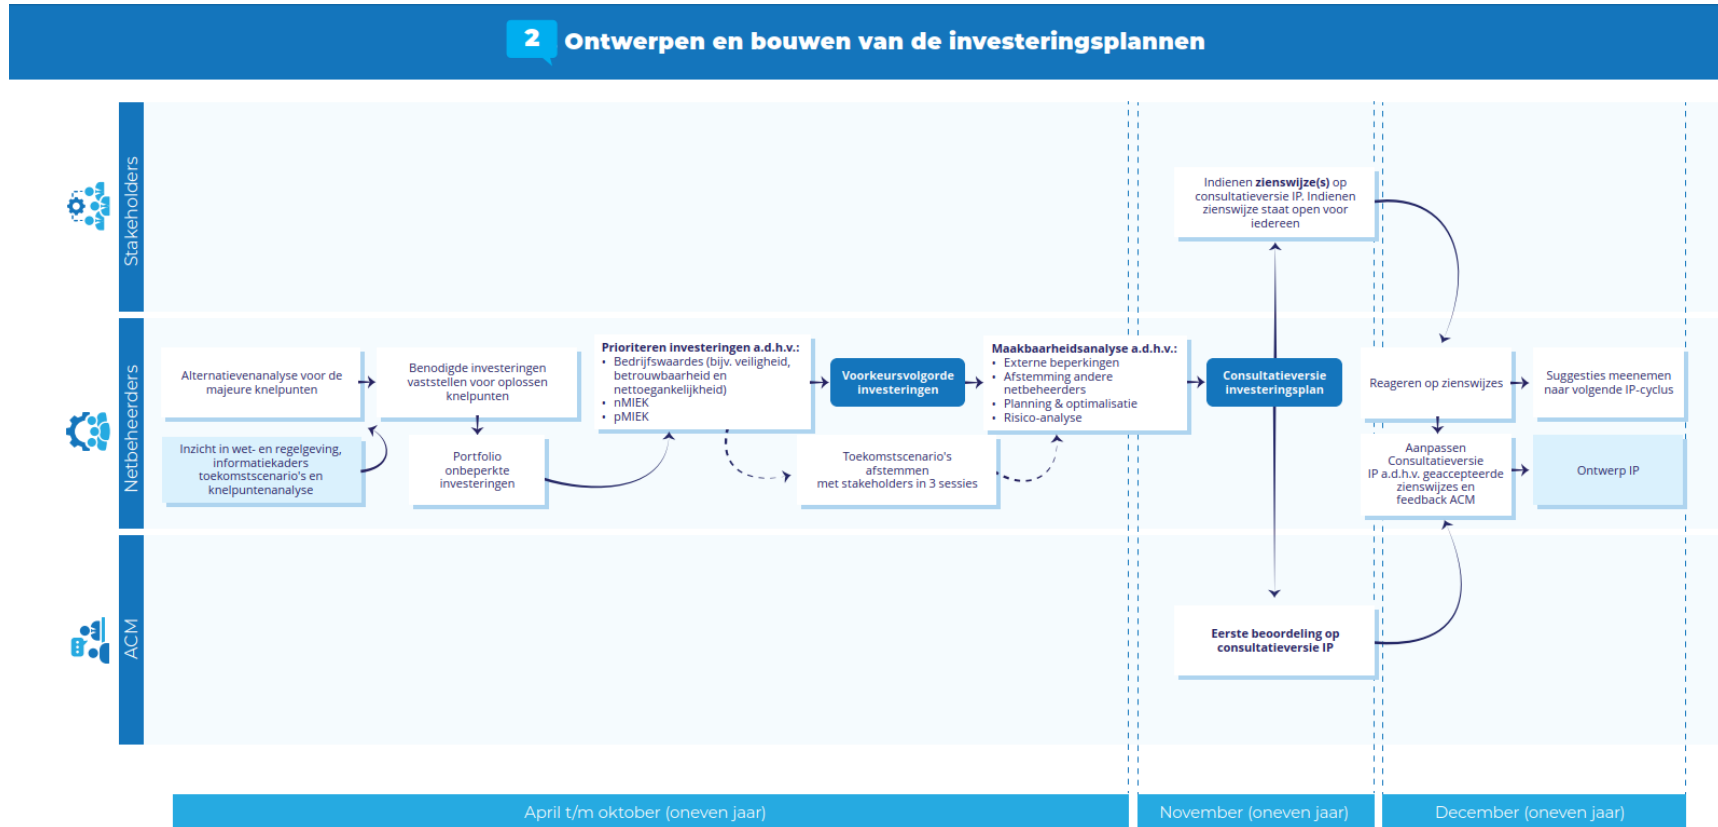 2 Ontwerpen en bouwen van de investeringsplannen
Stakeholders
Indienen zienswijze(s) op
consultatieversie IP. Indienen
zienswijze staat open voor
iedereen
Netbeheerders
Alternatievenanalyse voor de
majeure knelpunten
Inzicht in wet- en regelgeving,
informatiekaders
toekomstscenario's en
knelpuntenanalyse
Benodigde investeringen
vaststellen voor oplossen
knelpunten
Portfolio
onbeperkte
investeringen
Prioriteren investeringen a.d.h.v.:
• Bedrijfswaardes (bijv. veiligheid,
betrouwbaarheid en
nettoegankelijkheid)
• nMIEK
• pMIEK
Voorkeursvolgorde
investeringen
Toekomstscenario's
afstemmen
met stakeholders in 3 sessies
Maakbaarheidsanalyse a.d.h.v.:
• Externe beperkingen
• Afstemming andere
netbeheerders
• Planning & optimalisatie
• Risico-analyse
Consultatieversie
investeringsplan
Reageren op zienswijzes
Suggesties meenemen
naar volgende IP-cyclus
Aanpassen
Consultatieversie
IP a.d.h.v. geaccepteerde
zienswijzes en
feedback ACM
Ontwerp IP
ACM
Eerste beoordeling op
consultatieversie IP
April t/m oktober (oneven jaar)
November (oneven jaar)
December (oneven jaar)